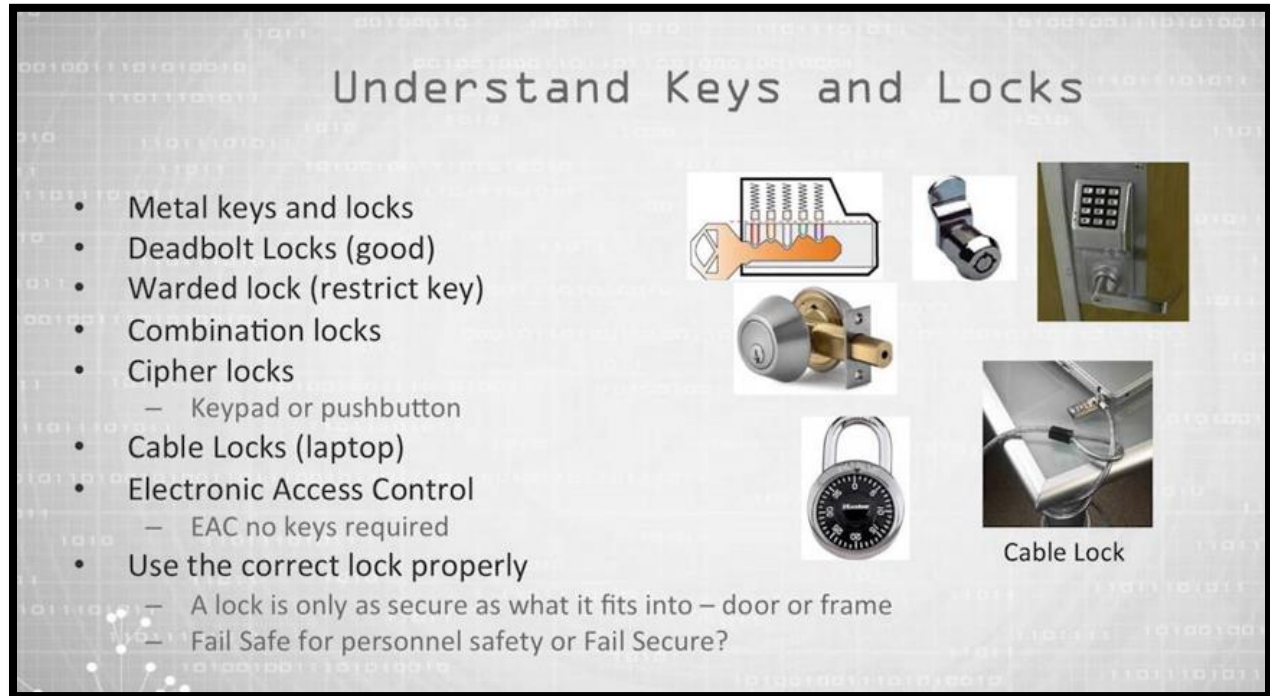 Understand Keys and Locks
• Metal keys and locks
• Deadbolt Locks (good)
• Warded lock (restrict key)
• Combination locks
• Cipher locks
– Keypad or pushbutton
• Cable Locks (laptop)
• Electronic Access Control
– EAC no keys required
• Use the correct lock properly
– A lock is only as secure as what it fits into – door or frame
– Fail Safe for personnel safety or Fail Secure?
Cable Lock